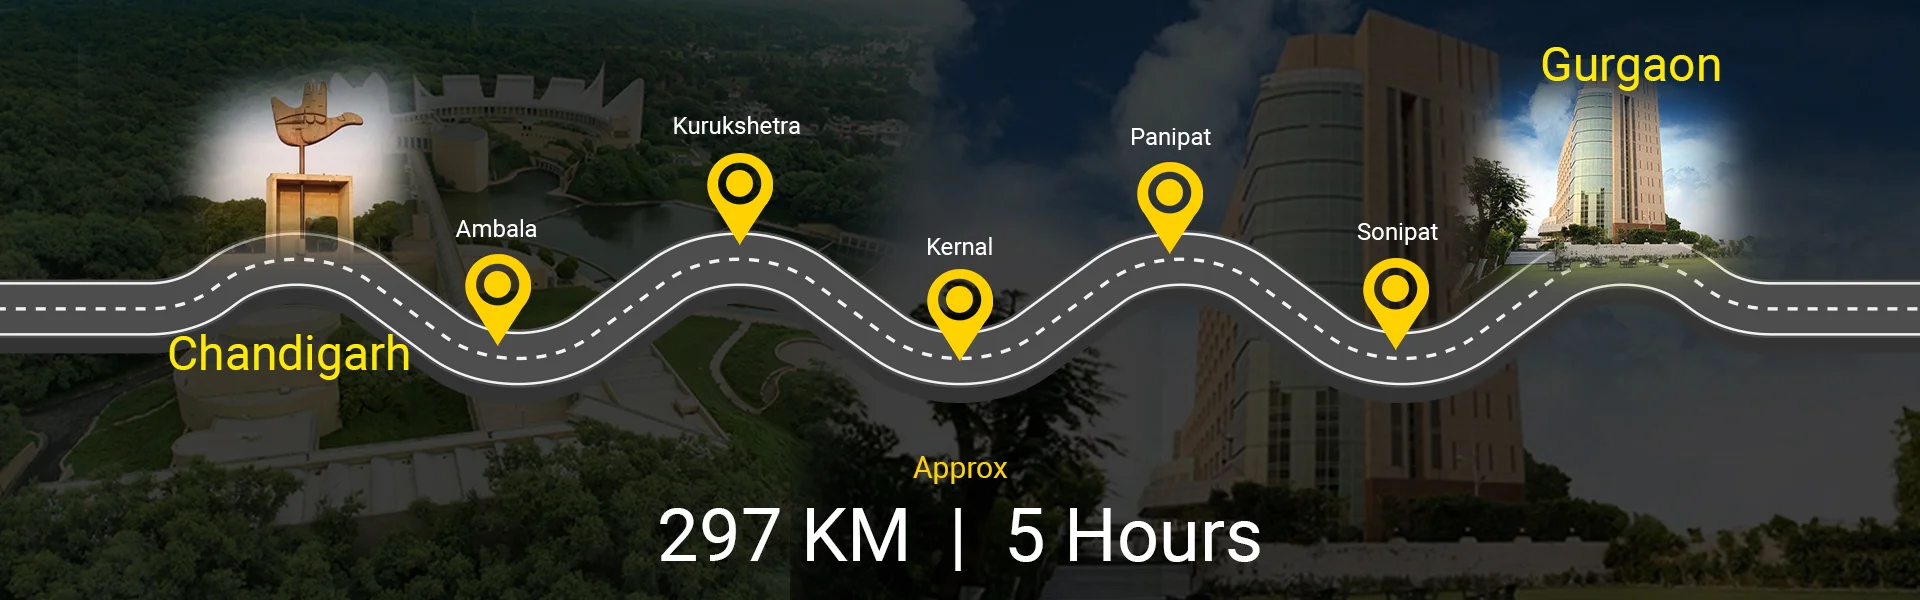 Gurgaon
Kurukshetra
Panipat
Ambala
Kernal
Sonipat
Chandigarh
Approx
297 KM | 5 Hours